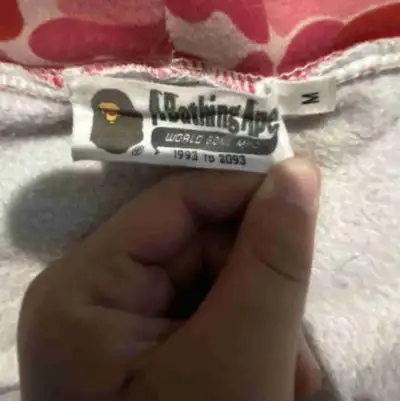 A Bathing Ape
WORLD GONE MAD
®
1993 TO 2093
M